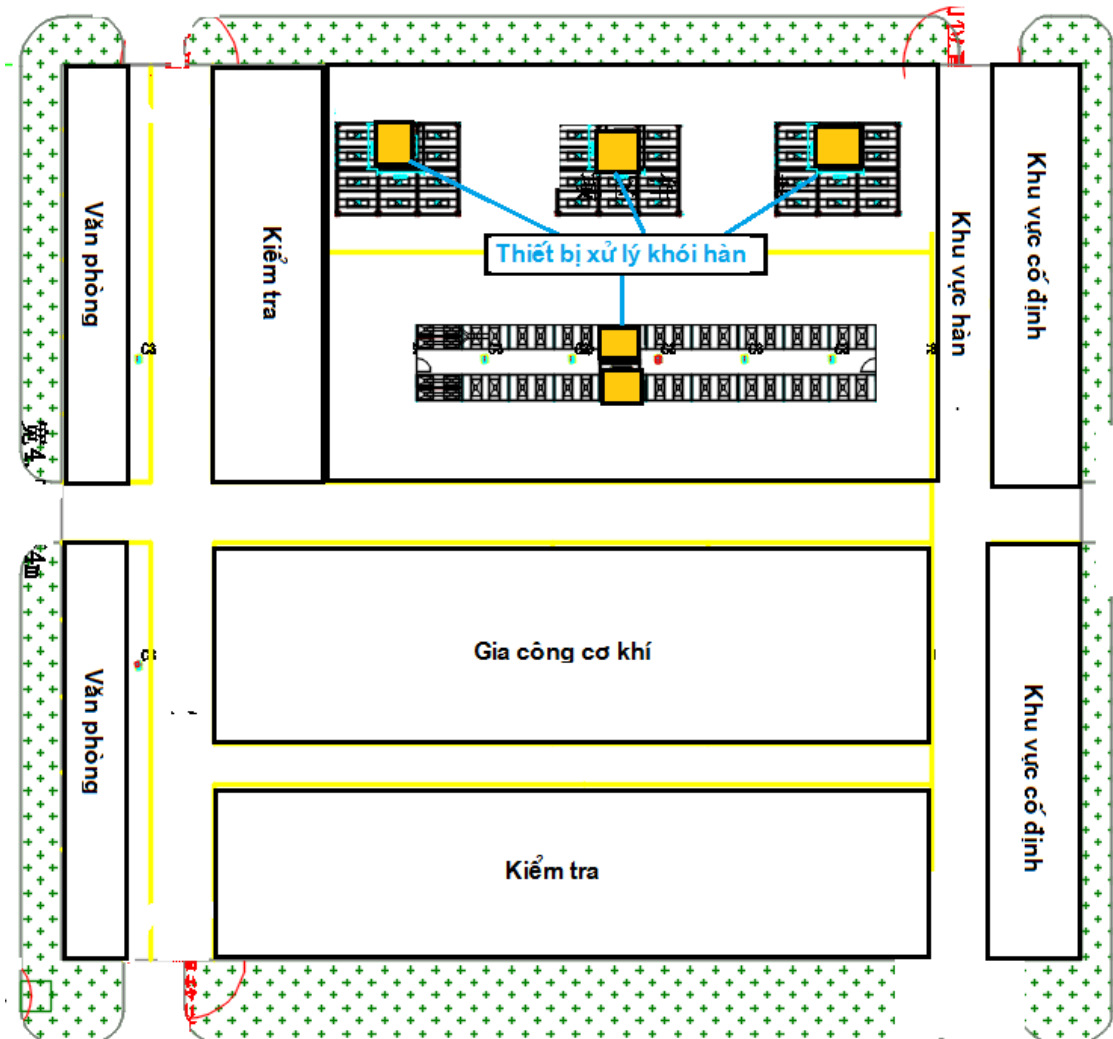 Văn phòng
Kiểm tra
Thiết bị xử lý khói hàn
Khu vực hàn
Khu vực cố định
4m
Văn phòng
Gia công cơ khí
Kiểm tra
Khu vực cố định